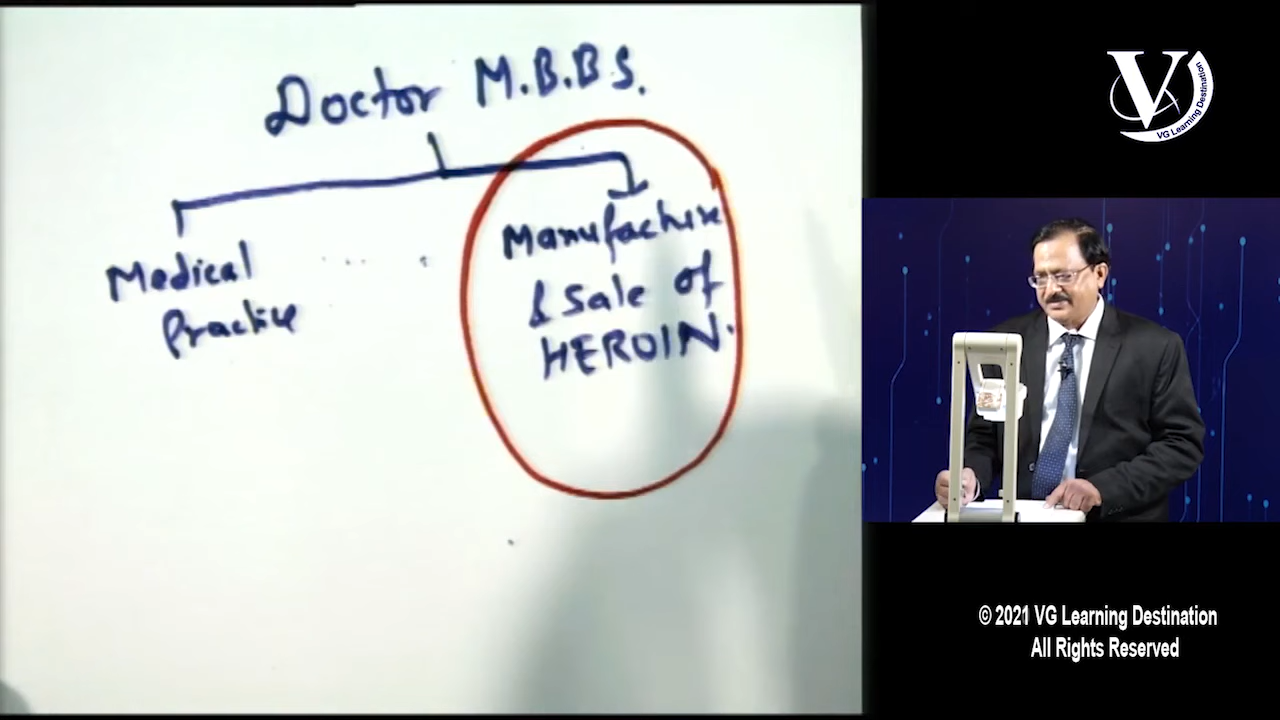 Doctor M.B.B.S.
Medical
Practice
Manufacture
& Sale of
HEROIN.
V
VG Learning Destination
© 2021 VG Learning Destination
All Rights Reserved